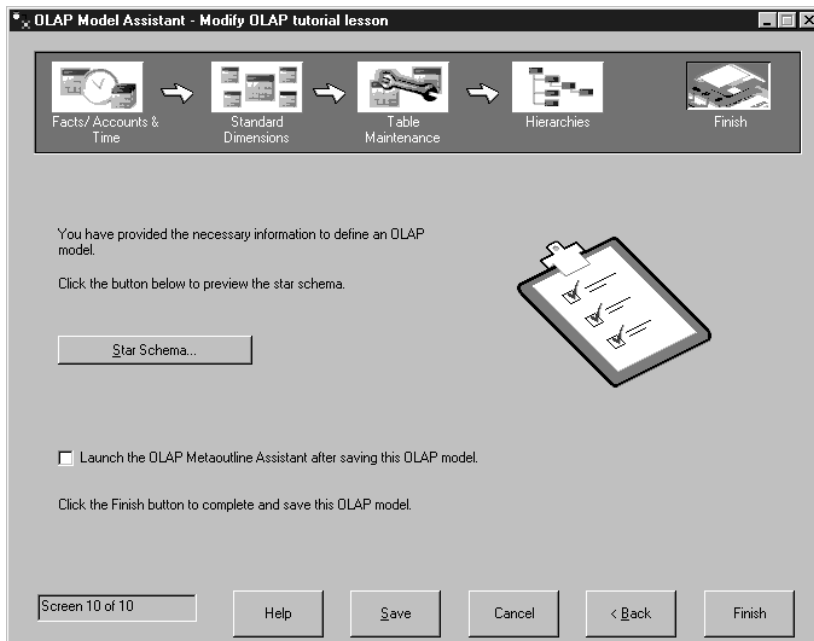 OLAP Model Assistant - Modify OLAP tutorial lesson
Facts/ Accounts &
Time
Standard
Dimensions
Table
Maintenance
Hierarchies
Finish
You have provided the necessary information to define an OLAP
model.
Click the button below to preview the star schema.
Star Schema...
Launch the OLAP Metaoutline Assistant after saving this OLAP model.
Click the Finish button to complete and save this OLAP model.
Screen 10 of 10
Help
Save
Cancel
< Back
Finish